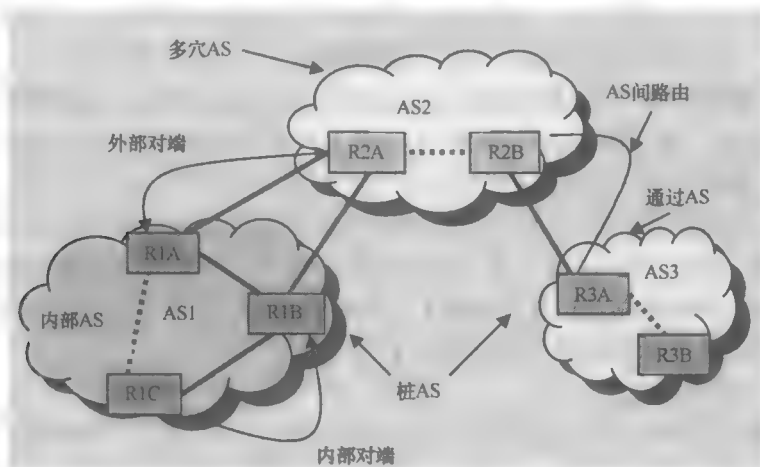 多穴AS
AS2
AS间路由
外部对端
R2A
R2B
通过AS
R1A
AS3
R3A
内部AS
AS1
R1B
R3B
R1C
桩AS
内部对端